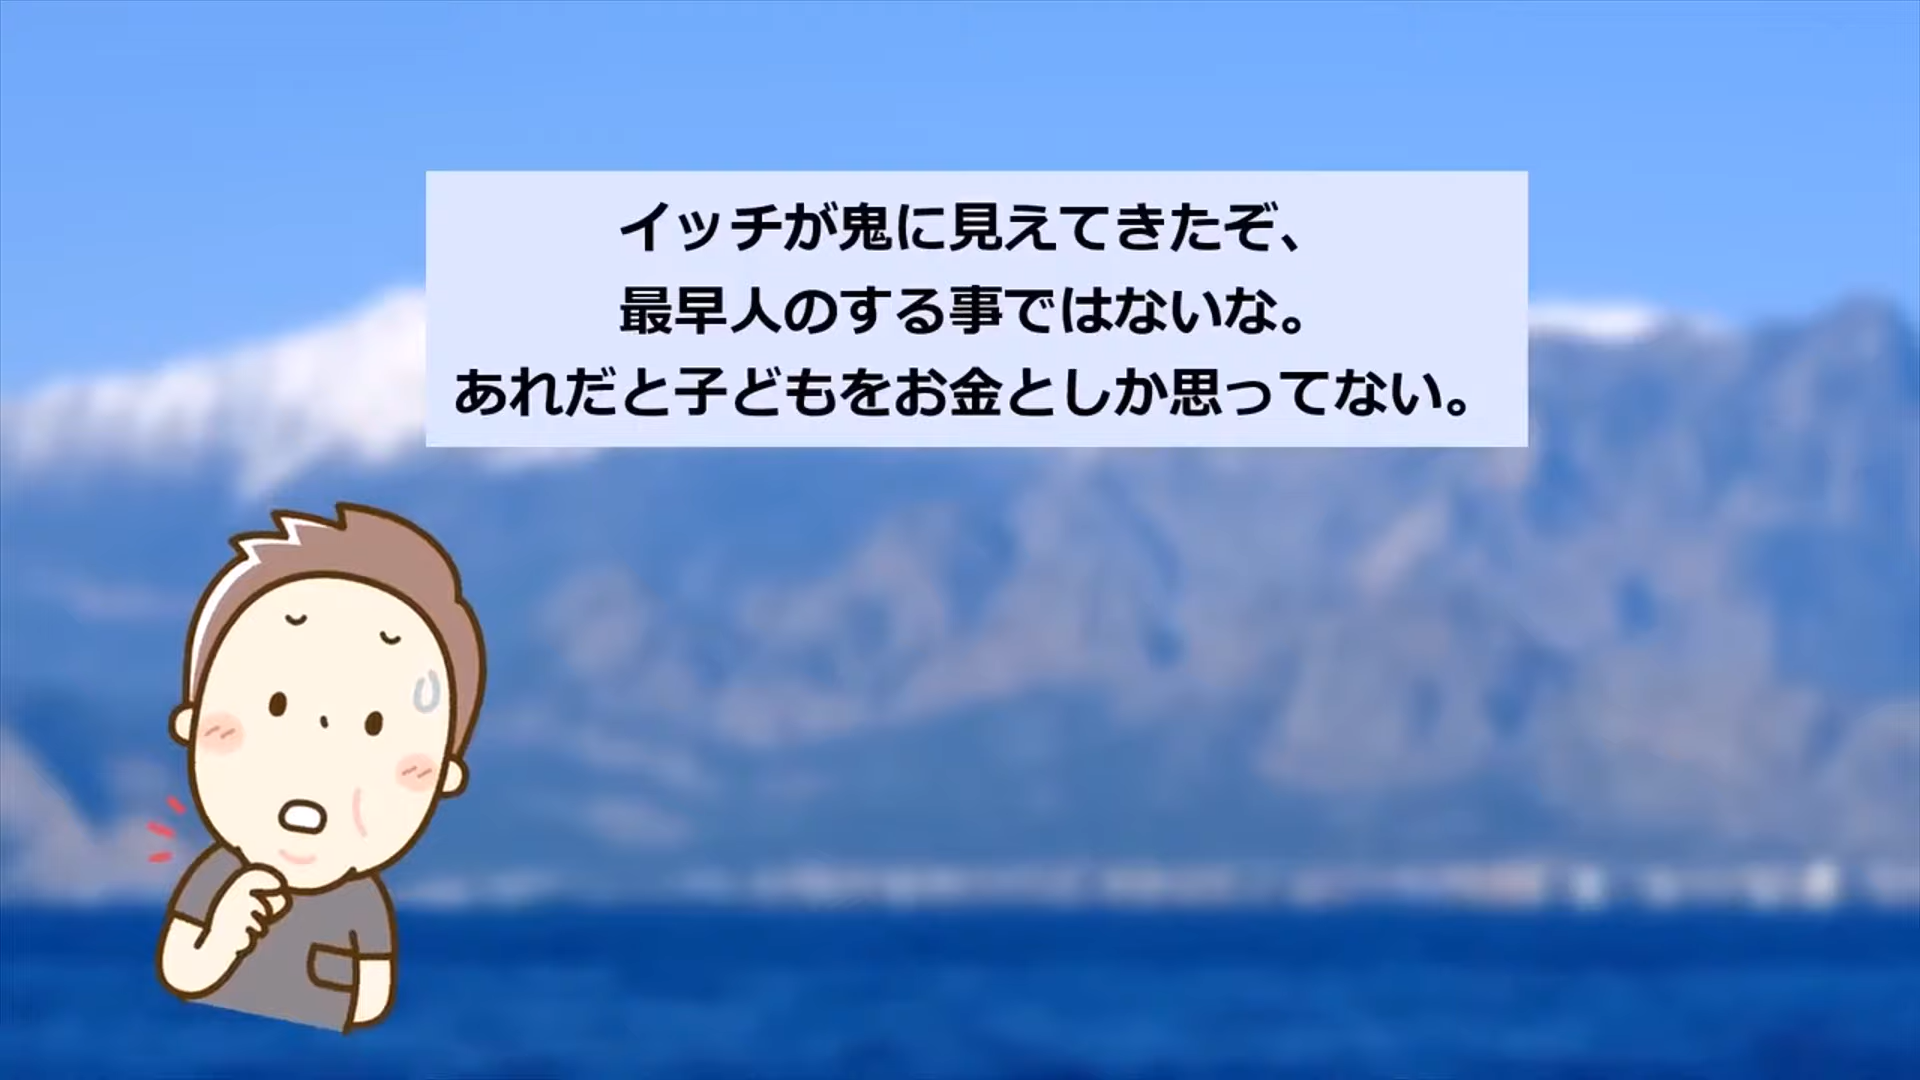 イッチが鬼に見えてきたぞ、
最早人のする事ではないな。
あれだと子どもをお金としか思ってない。